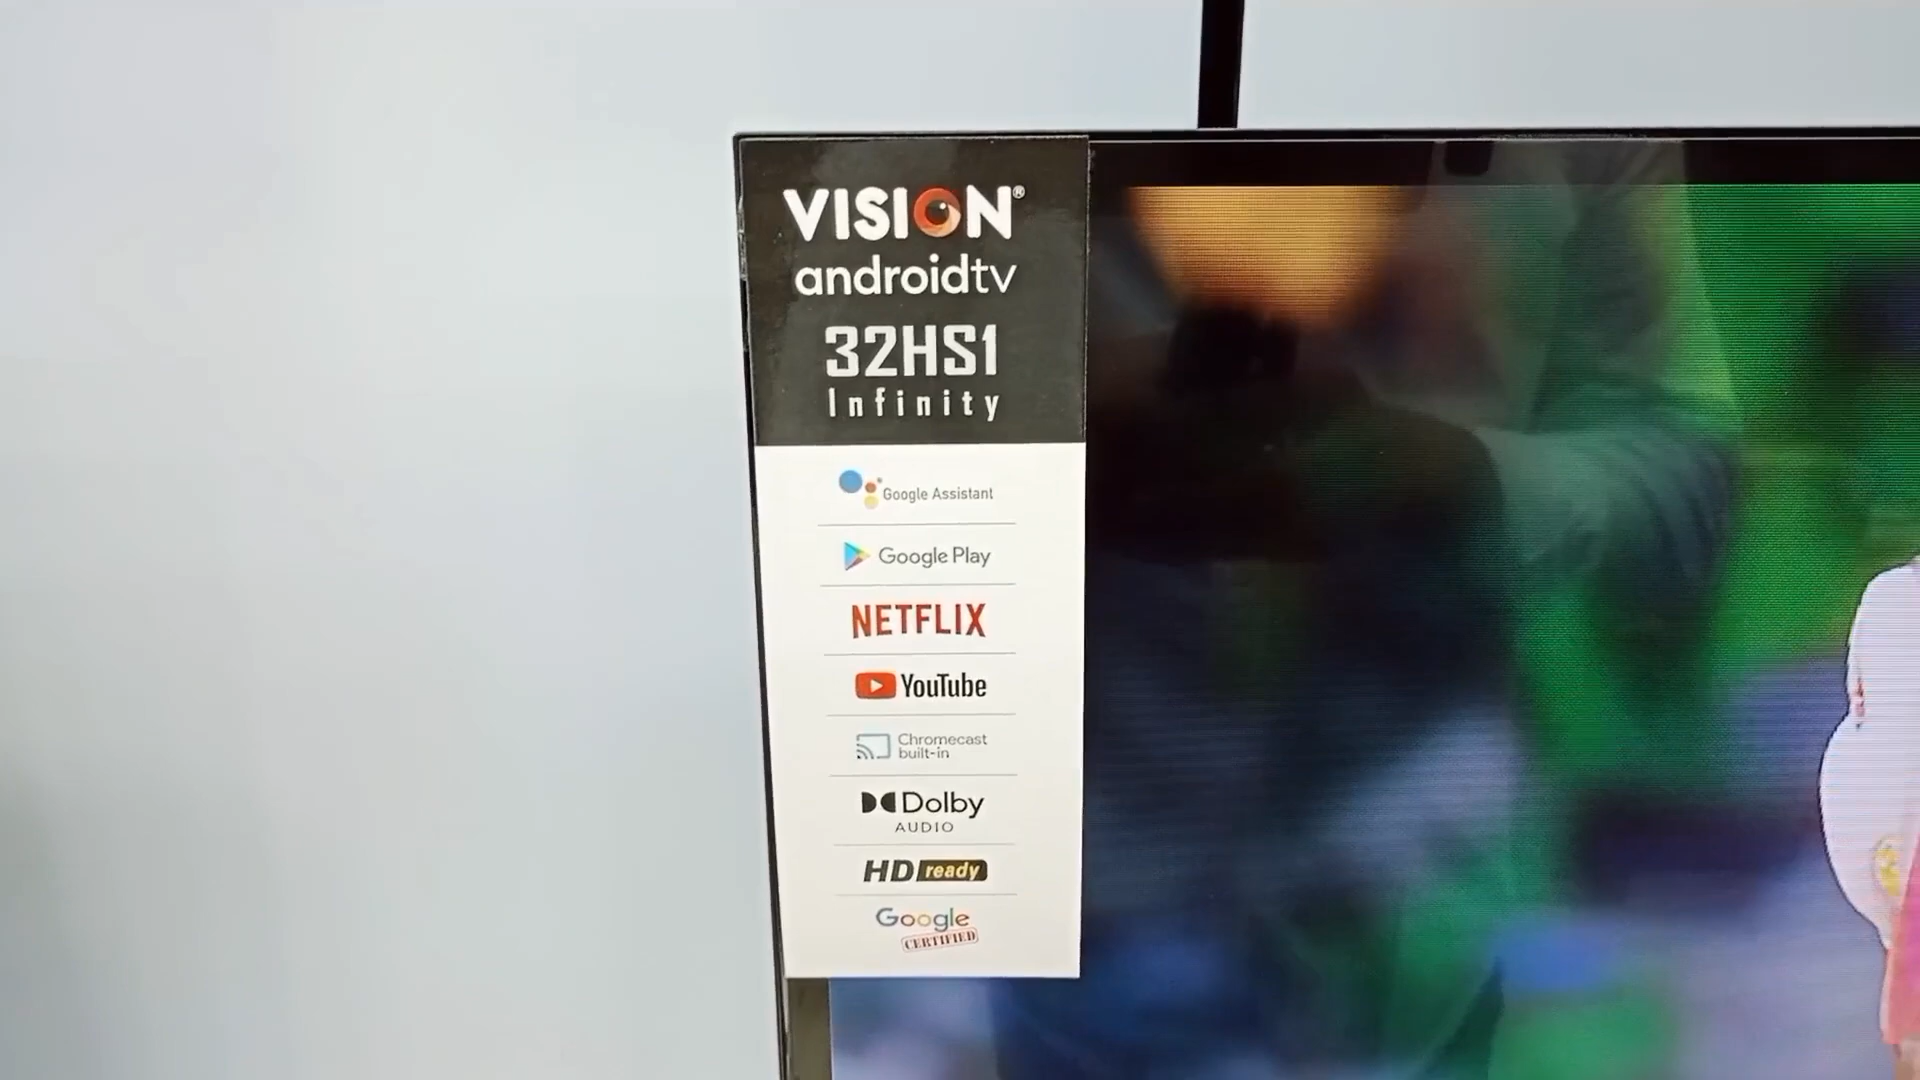 VISION®
androidtv
32HS1
Infinity
Google Assistant
Google Play
NETFLIX
YouTube
Chromecast
built-in
Dolby
AUDIO
HD ready
Google
CERTIFIED